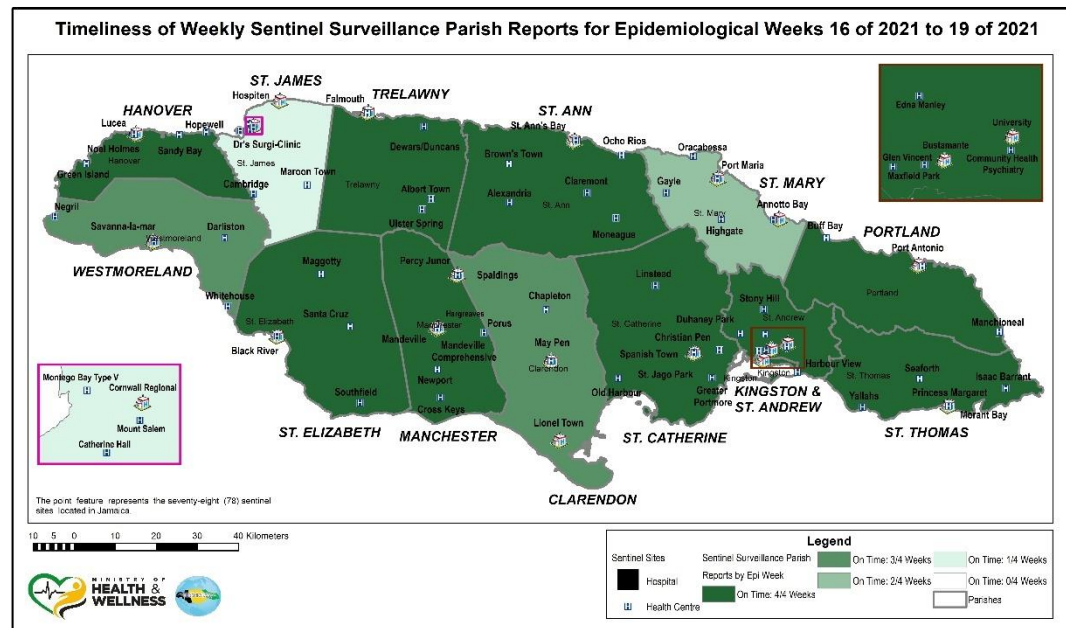 Timeliness of Weekly Sentinel Surveillance Parish Reports for Epidemiological Weeks 16 of 2021 to 19 of 2021
ST. JAMES
Hospiten
TRELAWNY
Falmouth
HANOVER
Lucea
Hopewell
ST. ANN
St. Ann's Bay
Ocho Rios
Edna Manley
University
Bustamante
Glen Vincent
Community Health
Psychiatry
Maxfield Park
Noel Holmes
Hanover
Sandy Bay
Green Island
Dr's Surgi-Clinic
St. James
Cambridge
Maroon Town
Dewars/Duncans
Trelawny
Albert Town
Ulster Spring
Brown's Town
Alexandria
Claremont
St. Ann
Moneague
Oracabessa
Port Maria
Gayle
St. Mary
Highgate
ST. MARY
Annotto Bay
Buff Bay
PORTLAND
Port Antonio
Portland
Manchioneal
Negril
Savanna-la-mar
Darliston
Westmoreland
WESTMORELAND
Whitehouse
Maggotty
St. Elizabeth
Santa Cruz
Black River
Southfield
ST. ELIZABETH
Percy Junor
Spaldings
Hargreaves
Manchester
Mandeville
Mandeville
Comprehensive
Porus
Newport
Cross Keys
MANCHESTER
Chapleton
May Pen
Clarendon
Lionel Town
CLARENDON
Linstead
St. Catherine
Duhaney Park
Christian Pen
Spanish Town
St. Jago Park
Old Harbour
Greater
Portmore
ST. CATHERINE
Stony Hill
St. Andrew
Kingston
Kingston
Harbour View
KINGSTON &
ST. ANDREW
St. Thomas
Seaforth
Isaac Barrant
Yallahs
Princess Margaret
Morant Bay
ST. THOMAS
Montego Bay Type V
Cornwall Regional
Mount Salem
Catherine Hall
The point feature represents the seventy-eight (78) sentinel
sites located in Jamaica.
10 5 0 10 20 30 40 Kilometers
MINISTRY OF
HEALTH &
WELLNESS
Legend
Sentinel Sites
Hospital
Health Centre
Sentinel Surveillance Parish
Reports by Epi Week
On Time: 4/4 Weeks
On Time: 3/4 Weeks
On Time: 2/4 Weeks
On Time: 1/4 Weeks
On Time: 0/4 Weeks
Parishes